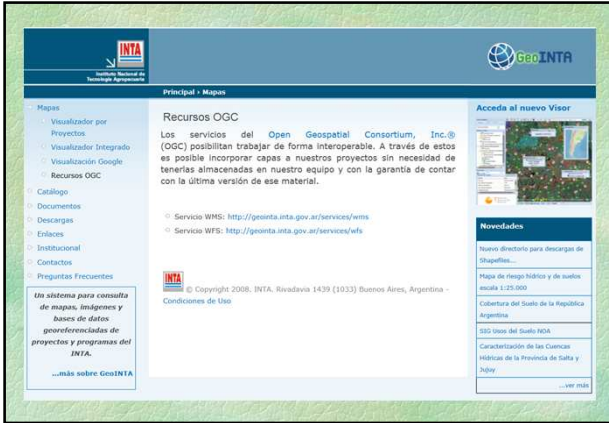 INTA
Instituto Nacional de
Tecnología Agropecuaria
GeoINTA
Principal › Mapas
Mapas
Visualizador por
Proyectos
Visualizador Integrado
Visualización Google
Recursos OGC
Catálogo
Documentos
Descargas
Enlaces
Institucional
Contactos
Preguntas Frecuentes
Un sistema para consulta
de mapas, imágenes y
bases de datos
georeferenciadas de
proyectos y programas del
INTA.
...más sobre GeoINTA
Recursos OGC
Los servicios del Open Geospatial Consortium, Inc.®
(OGC) posibilitan trabajar de forma interoperable. A través de estos
es posible incorporar capas a nuestros proyectos sin necesidad de
tenerlas almacenadas en nuestro equipo y con la garantía de contar
con la última versión de ese material.
Servicio WMS: http://geointa.inta.gov.ar/services/wms
Servicio WFS: http://geointa.inta.gov.ar/services/wfs
INTA © Copyright 2008. INTA. Rivadavia 1439 (1033) Buenos Aires, Argentina -
Condiciones de Uso
Acceda al nuevo Visor
Novedades
Nuevo directorio para descargas de
Shapefiles...
Mapa de riesgo hídrico y de suelos
escala 1:25.000
Cobertura del Suelo de la República
Argentina
SIG Usos del Suelo NOA
Caracterización de las Cuencas
Hídricas de la Provincia de Salta y
Jujuy
...ver más